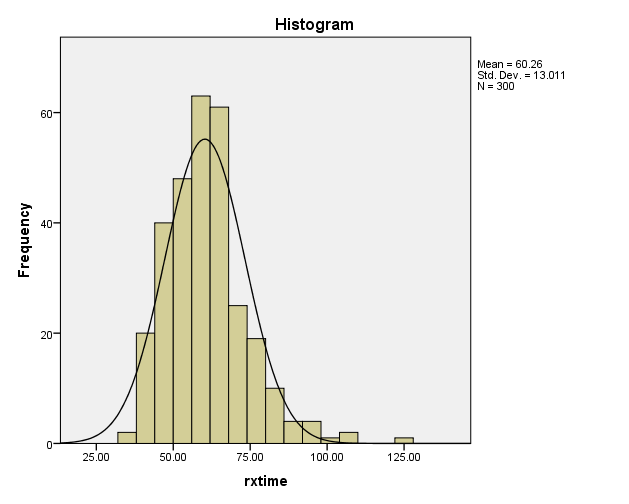 Histogram
Mean = 60.26
Std. Dev. = 13.011
N = 300
60
40
20
0
Frequency
25.00 50.00 75.00 100.00 125.00
rxtime